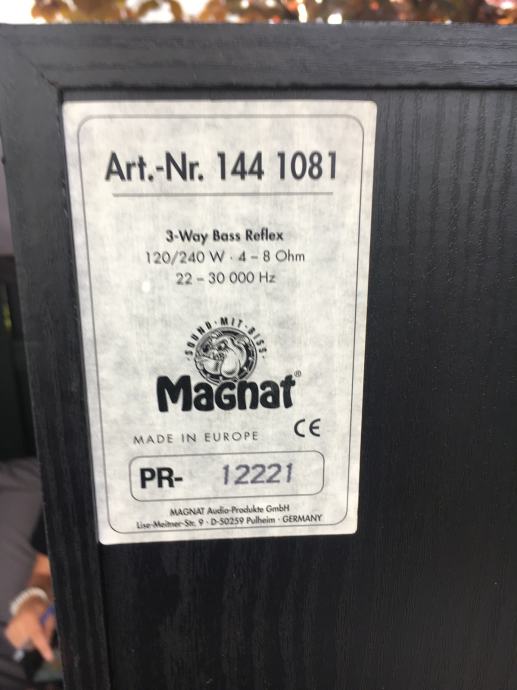 Art.-Nr. 144 1081
3-Way Bass Reflex
120/240 W · 4 – 8 Ohm
22 – 30 000 Hz
·SOUND·MIT·BISS·
Magnat®
MADE IN EUROPE CE
PR- 12221
MAGNAT Audio-Produkte GmbH
Lise-Meitner-Str. 9 · D-50259 Pulheim · GERMANY